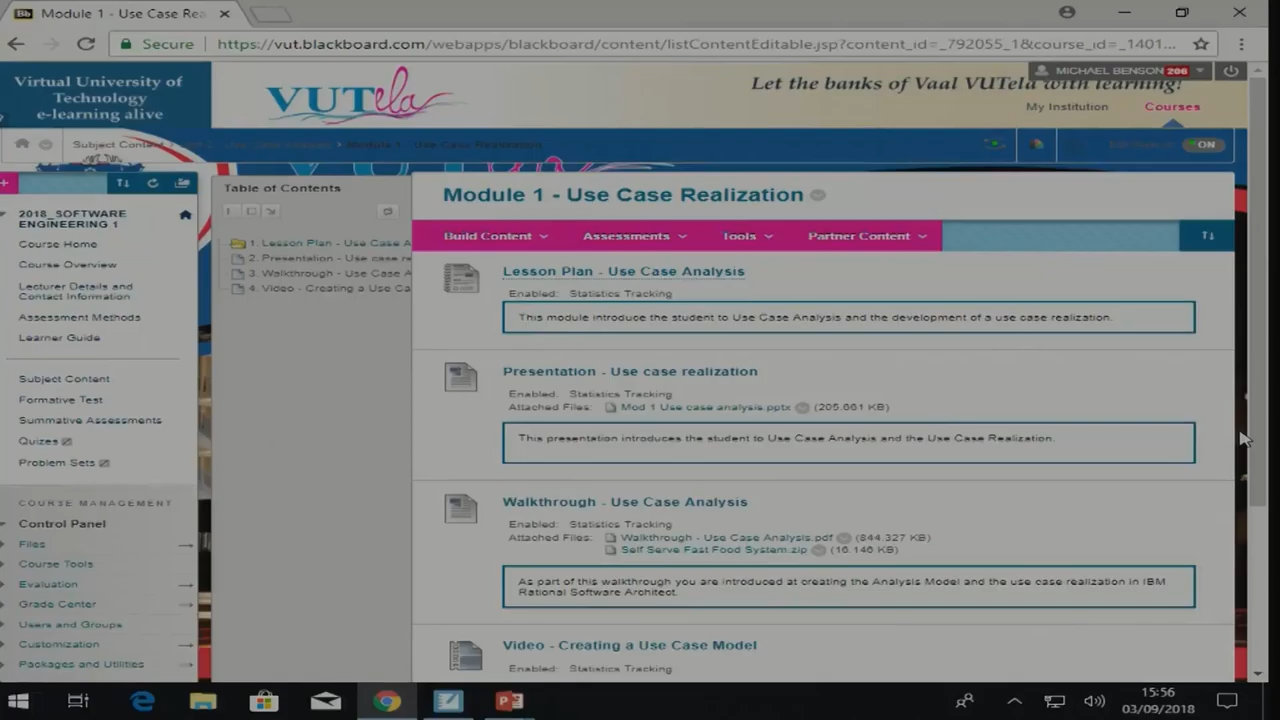 Module 1 - Use Case Rea
Secure
https://vut.blackboard.com/webapps/blackboard/content/listContentEditable.jsp?content_id=_792055_1&course_id=_1401...
Virtual University of
Technology
e-learning alive
VUTela
Let the banks of Vaal VUTela with learning!
MICHAEL BENSON 206
My Institution
Courses
Subject Content
Module 1 - Use Case Realization
ON
2018_SOFTWARE
ENGINEERING 1
Course Home
Course Overview
Lecturer Details and
Contact Information
Assessment Methods
Learner Guide
Subject Content
Formative Test
Summative Assessments
Quizes
Problem Sets
COURSE MANAGEMENT
Control Panel
Files
Course Tools
Evaluation
Grade Center
Users and Groups
Customization
Packages and Utilities
Table of Contents
1. Lesson Plan - Use Case A
2. Presentation - Use case r
3. Walkthrough - Use Case A
4. Video - Creating a Use Ca
Module 1 - Use Case Realization
Build Content
Assessments
Tools
Partner Content
Lesson Plan - Use Case Analysis
Enabled: Statistics Tracking
This module introduce the student to Use Case Analysis and the development of a use case realization.
Presentation - Use case realization
Enabled: Statistics Tracking
Attached Files: Mod 1 Use case analysis.pptx (205.661 KB)
This presentation introduces the student to Use Case Analysis and the Use Case Realization.
Walkthrough - Use Case Analysis
Enabled: Statistics Tracking
Attached Files: Walkthrough - Use Case Analysis.pdf (844.327 KB)
Self Serve Fast Food System.zip (16.146 KB)
As part of this walkthrough you are introduced at creating the Analysis Model and the use case realization in IBM
Rational Software Architect.
Video - Creating a Use Case Model
Enabled: Statistics Tracking
15:56
03/09/2018